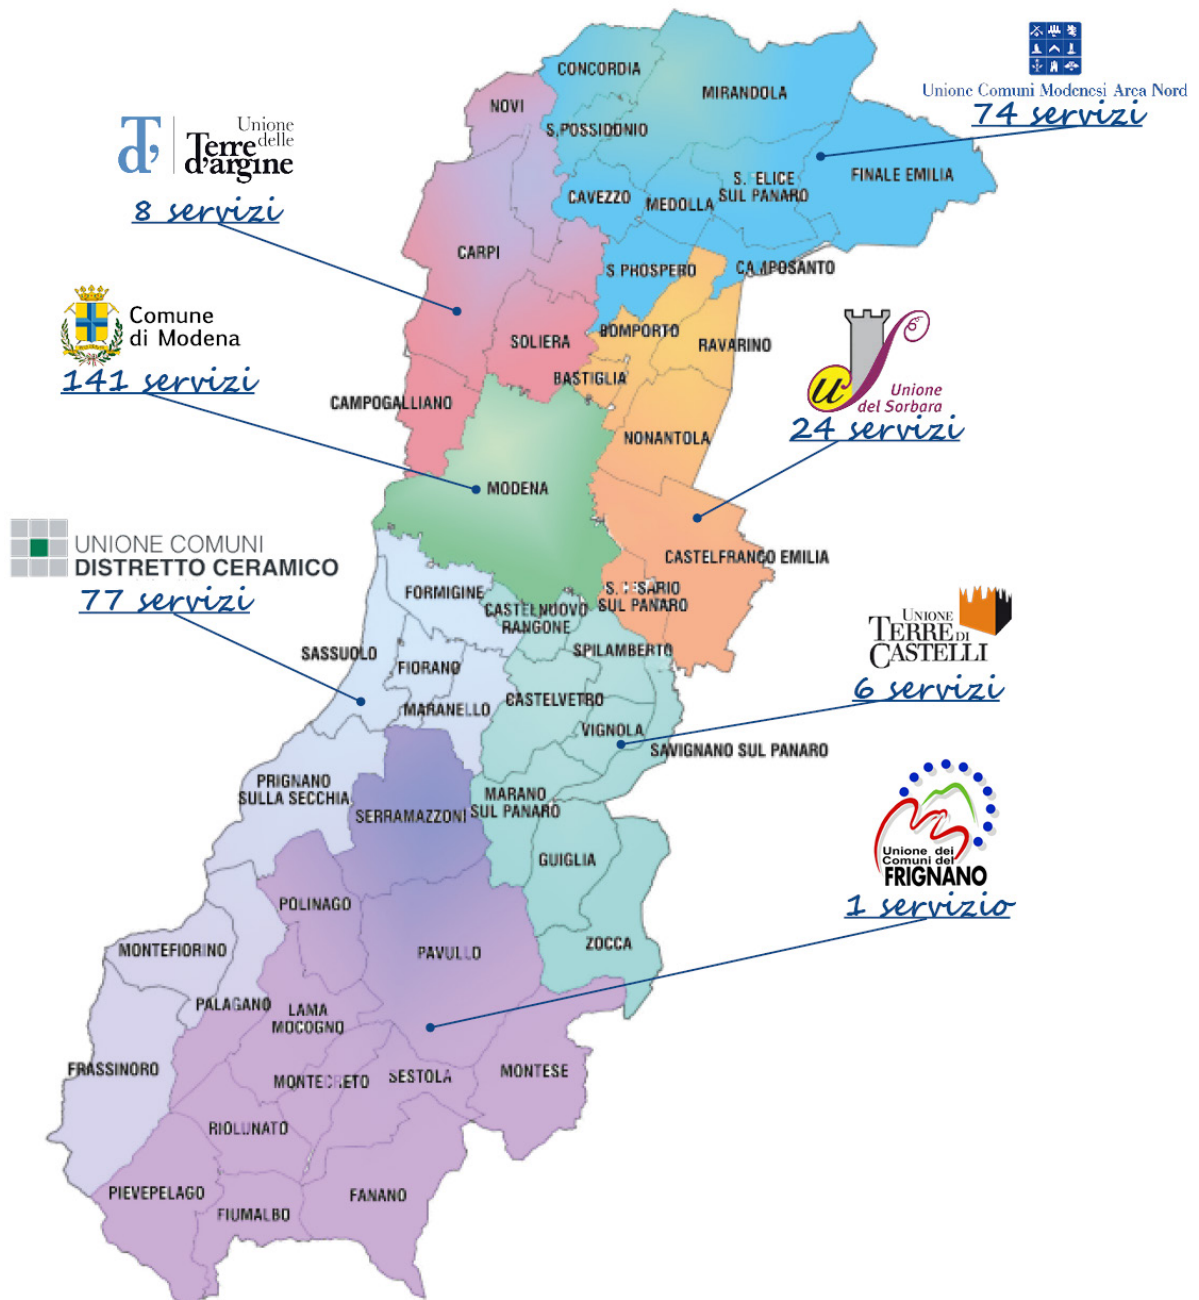 CONCORDIA
MIRANDOLA
NOVI
S.POSSIDONIO
Unione Comuni Modenesi Area Nord
74 servizi
Unione
delle
Terre
d'argine
8 servizi
CAVEZZO
MEDOLLA
S. FELICE
SUL PANARO
FINALE EMILIA
CARPI
S.PHOSPERO
CAMPOSANTO
Comune
di Modena
141 servizi
SOLIERA
BOMPORTO
RAVARINO
BASTIGLIA
CAMPOGALLIANO
NONANTOLA
Unione
del Sorbara
24 servizi
MODENA
UNIONE COMUNI
DISTRETTO CERAMICO
77 servizi
CASTELFRANCO EMILIA
FORMIGINE
CASTELNUOVO
RANGONE
SUL PANARO
SPILAMBERTO
UNIONE
TERRE DI
CASTELLI
6 servizi
SASSUOLO
FIORANO
MARANELLO
CASTELVETRO
VIGNOLA
SAVIGNANO SUL PANARO
PRIGNANO
SULLA SECCHIA
SERRAMAZZONI
MARANO
SUL PANARO
GUIGLIA
Unione dei
Comuni del
FRIGNANO
1 servizio
POLINAGO
MONTEFIORINO
PAVULLO
ZOCCA
PALAGANO
LAMA
MOCOGNO
FRASSINORO
MONTECRETO
SESTOLA
MONTESE
RIOLUNATO
PIEVEPELAGO
FIUMALBO
FANANO